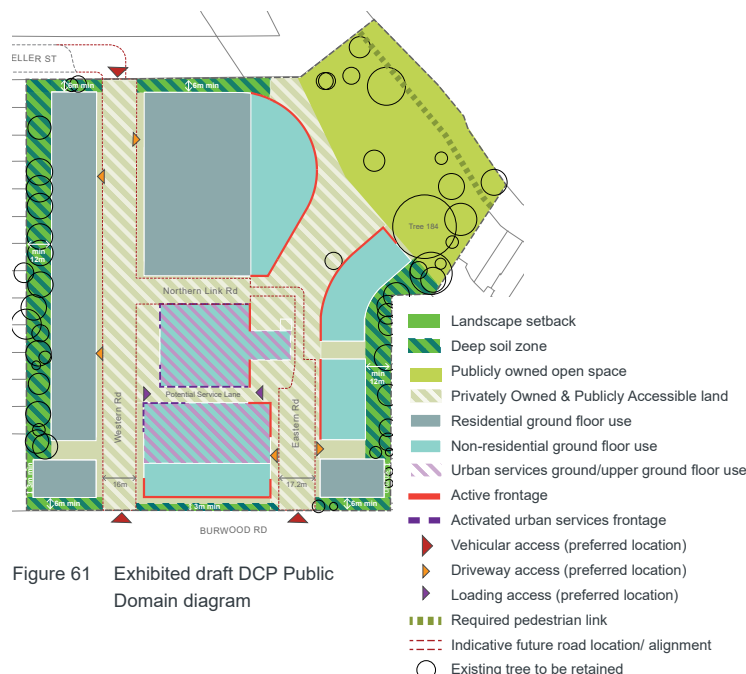 ELLER ST
6m min
6m min
Tree 184
min
12m
Northern Link Rd
min
12m
Potential Service Lane
Western Rd
Eastern Rd
3m min
16m
17.2m
6m min
3m min
6m min
BURWOOD RD
Landscape setback
Deep soil zone
Publicly owned open space
Privately Owned & Publicly Accessible land
Residential ground floor use
Non-residential ground floor use
Urban services ground/upper ground floor use
Active frontage
Activated urban services frontage
Vehicular access (preferred location)
Driveway access (preferred location)
Loading access (preferred location)
Required pedestrian link
Indicative future road location/ alignment
Existing tree to be retained
Figure 61 Exhibited draft DCP Public
Domain diagram